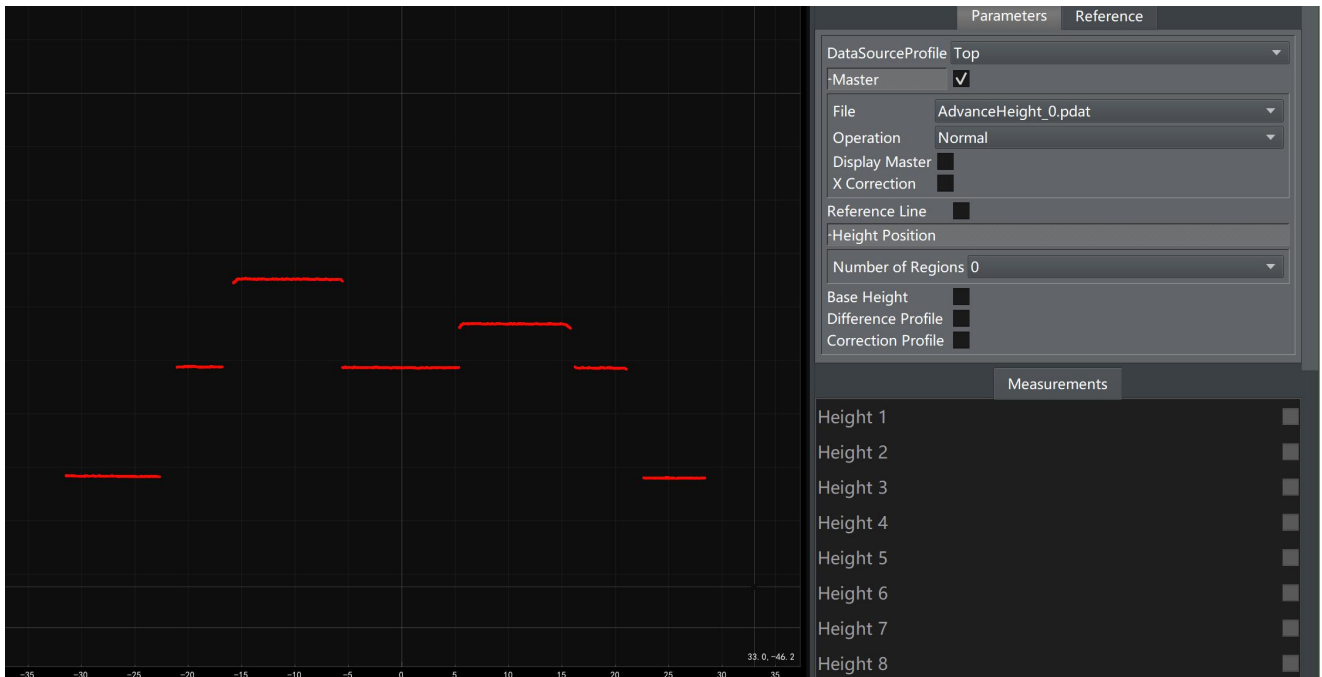 Parameters Reference
DataSourceProfile Top
-Master
File AdvanceHeight_0.pdat
Operation Normal
Display Master
X Correction
Reference Line
-Height Position
Number of Regions 0
Base Height
Difference Profile
Correction Profile
Measurements
Height 1
Height 2
Height 3
Height 4
Height 5
Height 6
Height 7
Height 8
33.0,-46.2
-35 -30 -25 -20 -15 -10 -5 0 5 10 15 20 25 30 35